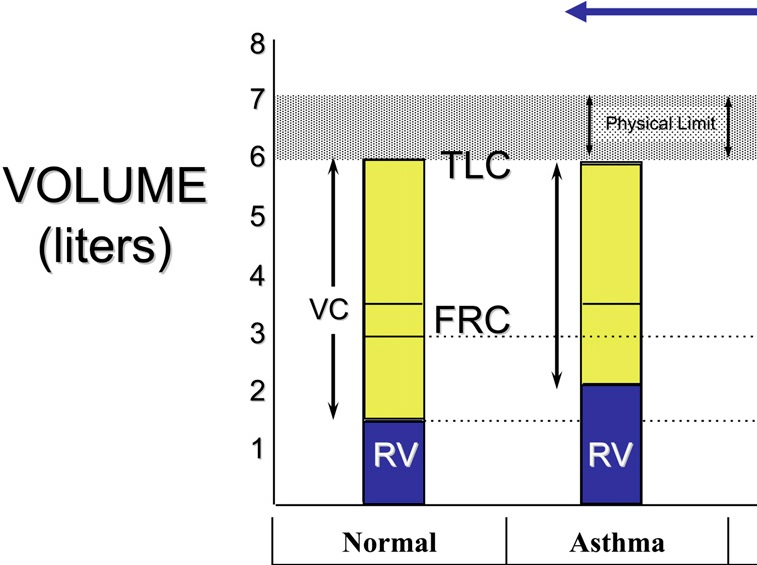 8
7
Physical Limit
6
TLC
VOLUME
(liters)
5
4
VC
FRC
3
2
1
RV
RV
Normal
Asthma